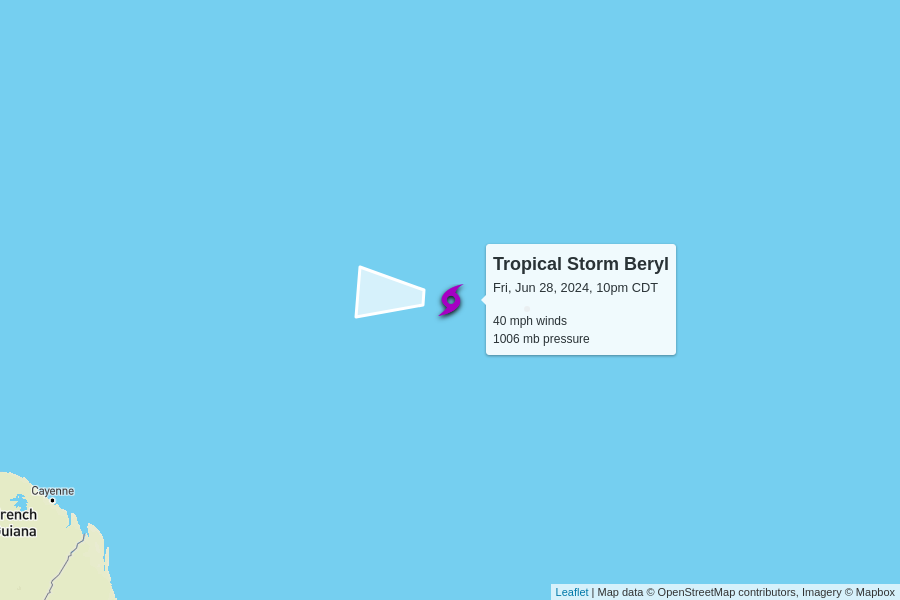 Tropical Storm Beryl
Fri, Jun 28, 2024, 10pm CDT
40 mph winds
1006 mb pressure
Cayenne
rench
uiana
Leaflet | Map data © OpenStreetMap contributors, Imagery © Mapbox